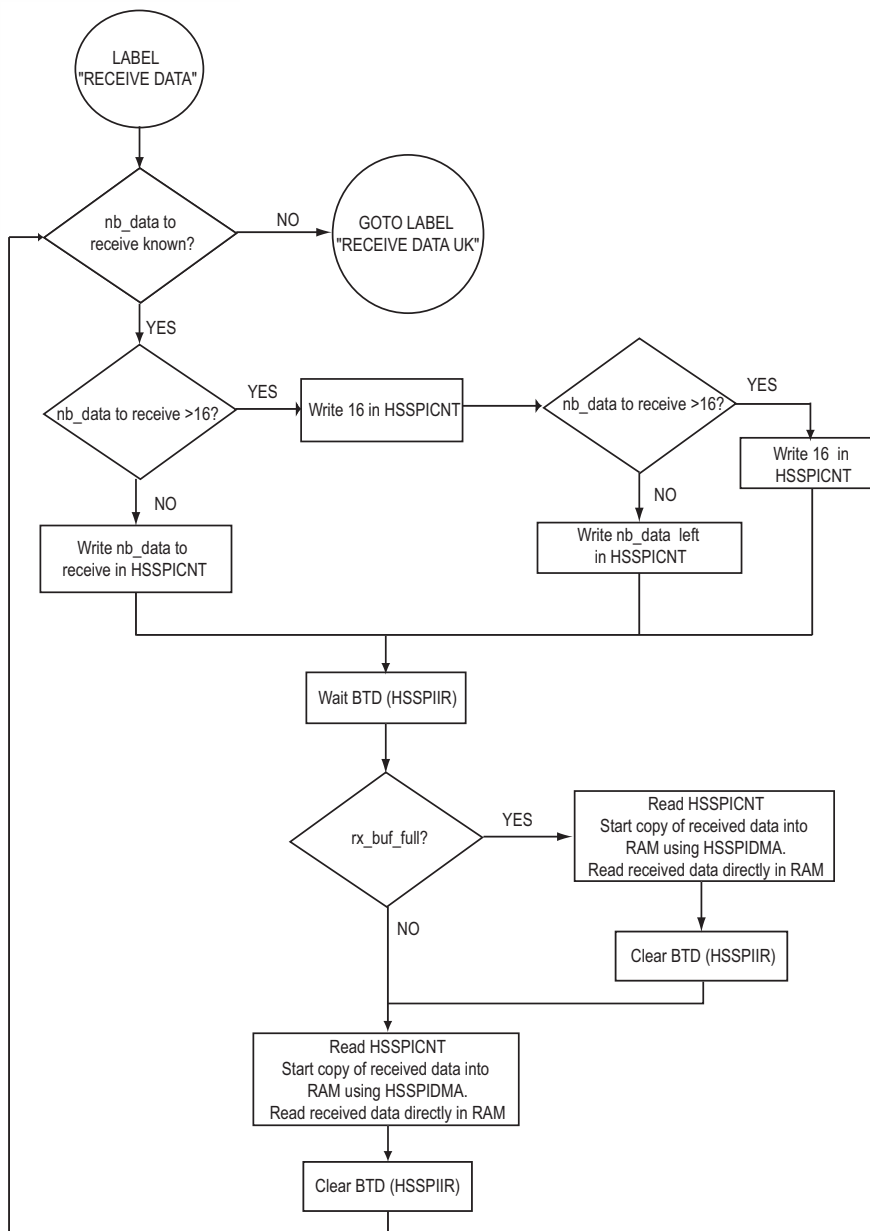 LABEL
"RECEIVE DATA"
nb_data to
receive known?
NO
GOTO LABEL
"RECEIVE DATA UK"
YES
nb_data to receive >16?
YES
Write 16 in HSSPICNT
nb_data to receive >16?
YES
Write 16 in
HSSPICNT
NO
NO
Write nb_data to
receive in HSSPICNT
Write nb_data left
in HSSPICNT
Wait BTD (HSSPIIR)
rx_buf_full?
YES
Read HSSPICNT
Start copy of received data into
RAM using HSSPIDMA.
Read received data directly in RAM
NO
Clear BTD (HSSPIIR)
Read HSSPICNT
Start copy of received data into
RAM using HSSPIDMA.
Read received data directly in RAM
Clear BTD (HSSPIIR)